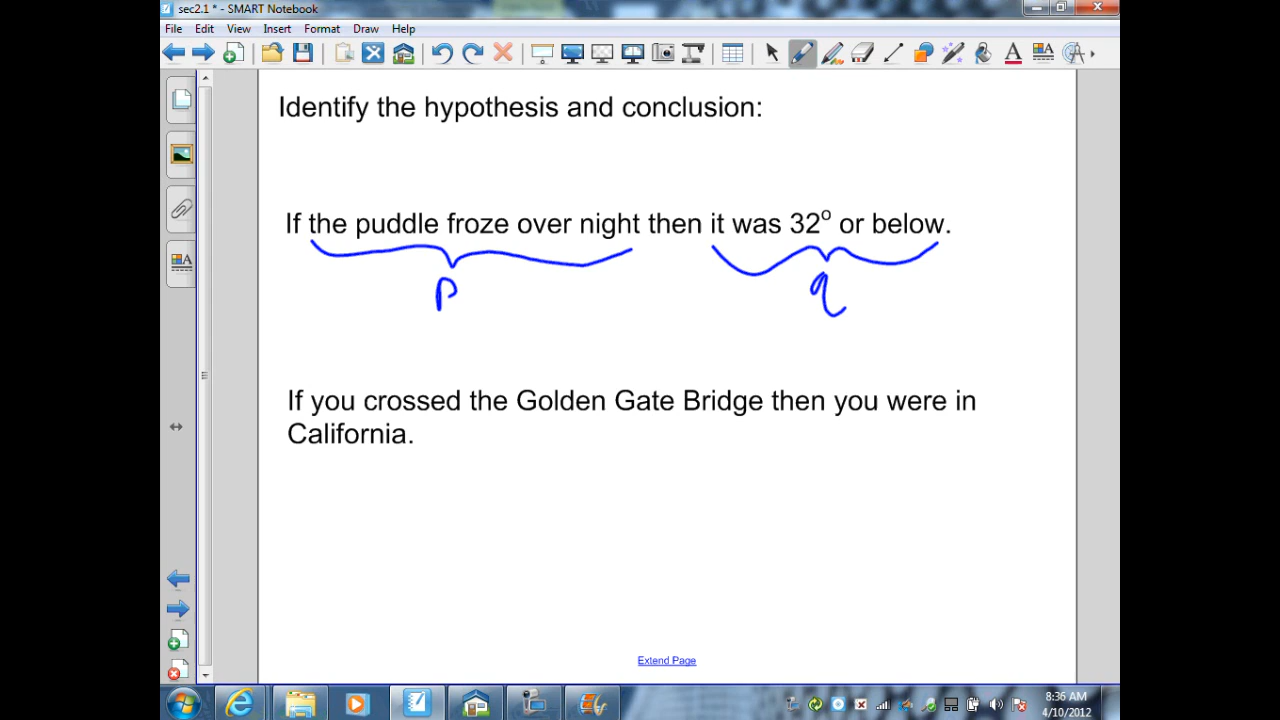 sec2.1 * - SMART Notebook
File Edit View Insert Format Draw Help
Identify the hypothesis and conclusion:
If the puddle froze over night then it was 32° or below.
p q
If you crossed the Golden Gate Bridge then you were in
California.
Extend Page
8:36 AM
4/10/2012